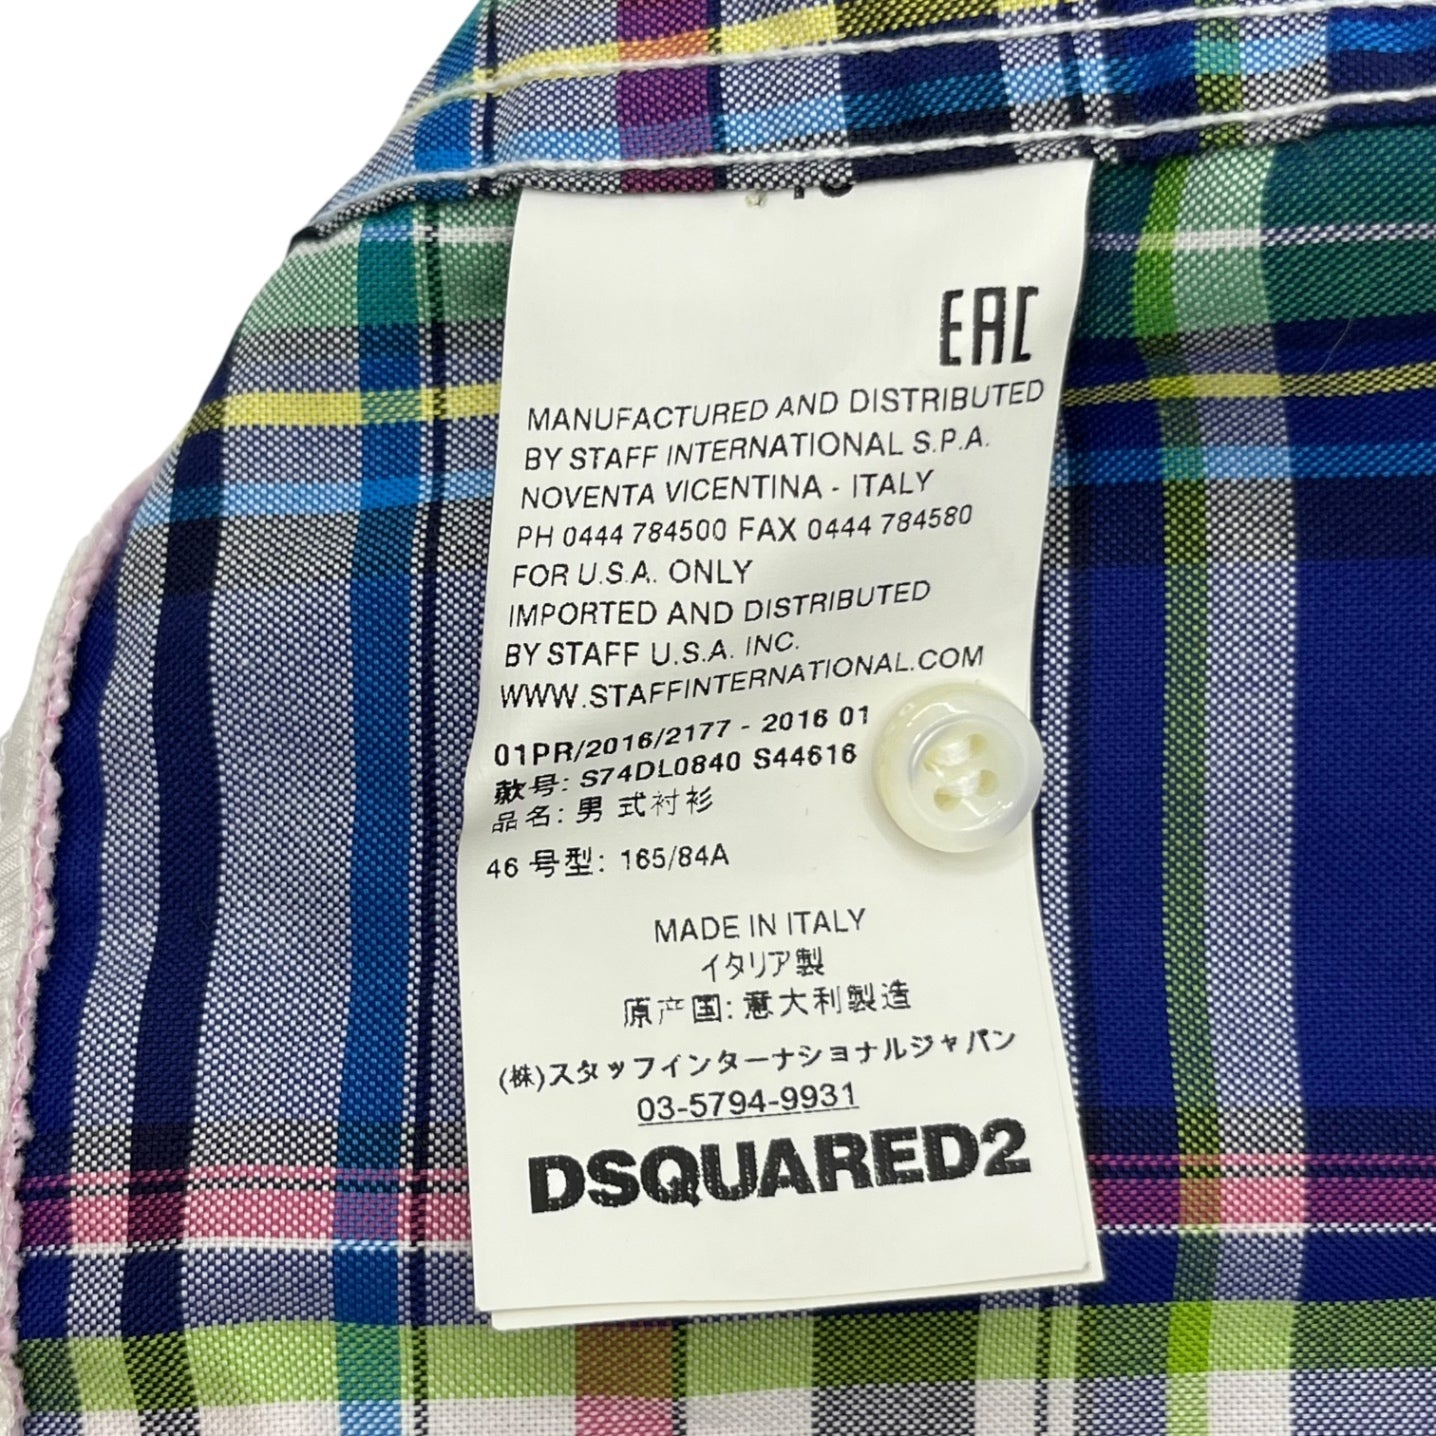 EAC
MANUFACTURED AND DISTRIBUTED
BY STAFF INTERNATIONAL S.P.A.
NOVENTA VICENTINA - ITALY
PH 0444 784500 FAX 0444 784580
FOR U.S.A. ONLY
IMPORTED AND DISTRIBUTED
BY STAFF U.S.A. INC.
WWW.STAFFINTERNATIONAL.COM
01PR/2016/2177 - 2016 01
款号: S74DL0840 S44616
品名: 男式衬衫
46 号型: 165/84A
MADE IN ITALY
イタリア製
原产国: 意大利製造
(株)スタッフインターナショナルジャパン
03-5794-9931
DSQUARED2